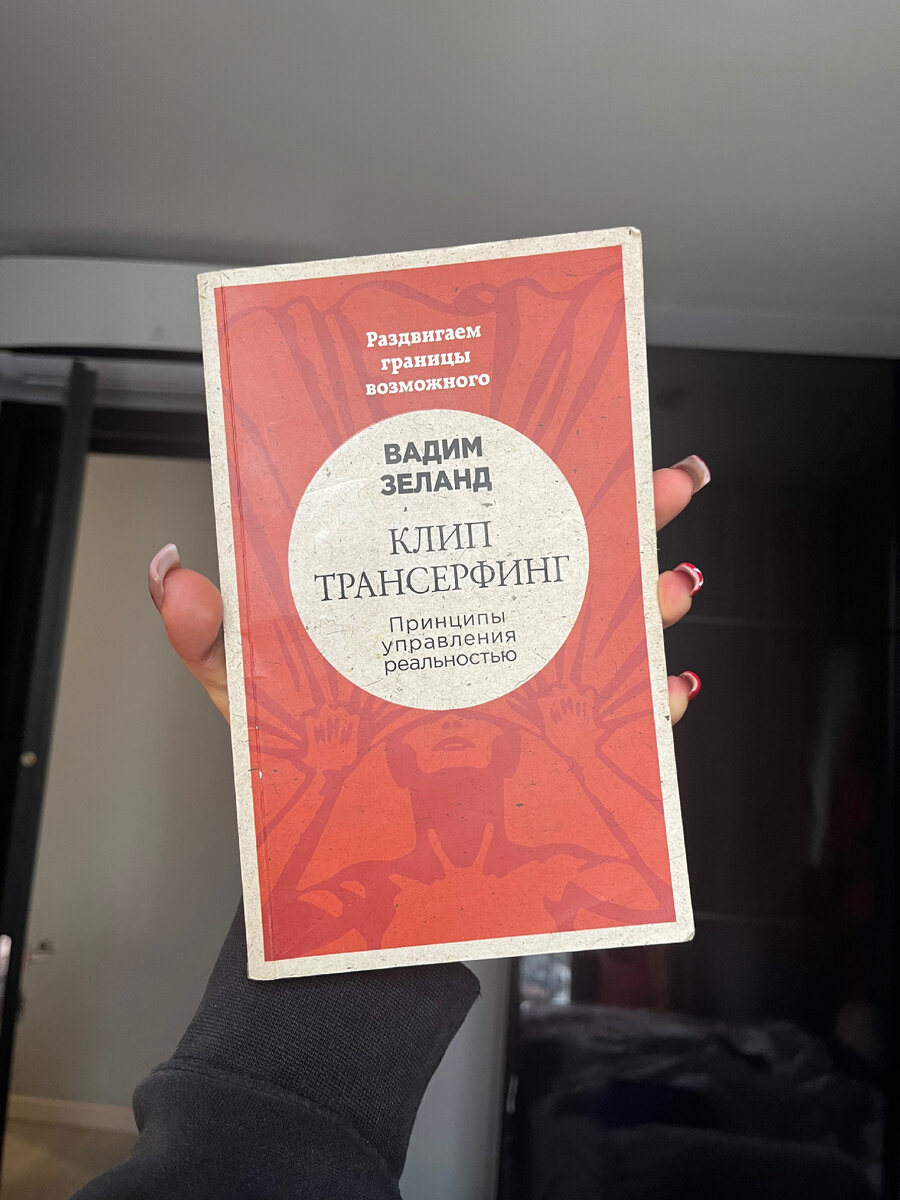 Раздвигаем
границы
возможного
ВАДИМ
ЗЕЛАНД
КЛИП
ТРАНСЕРФИНГ
Принципы
управления
реальностью